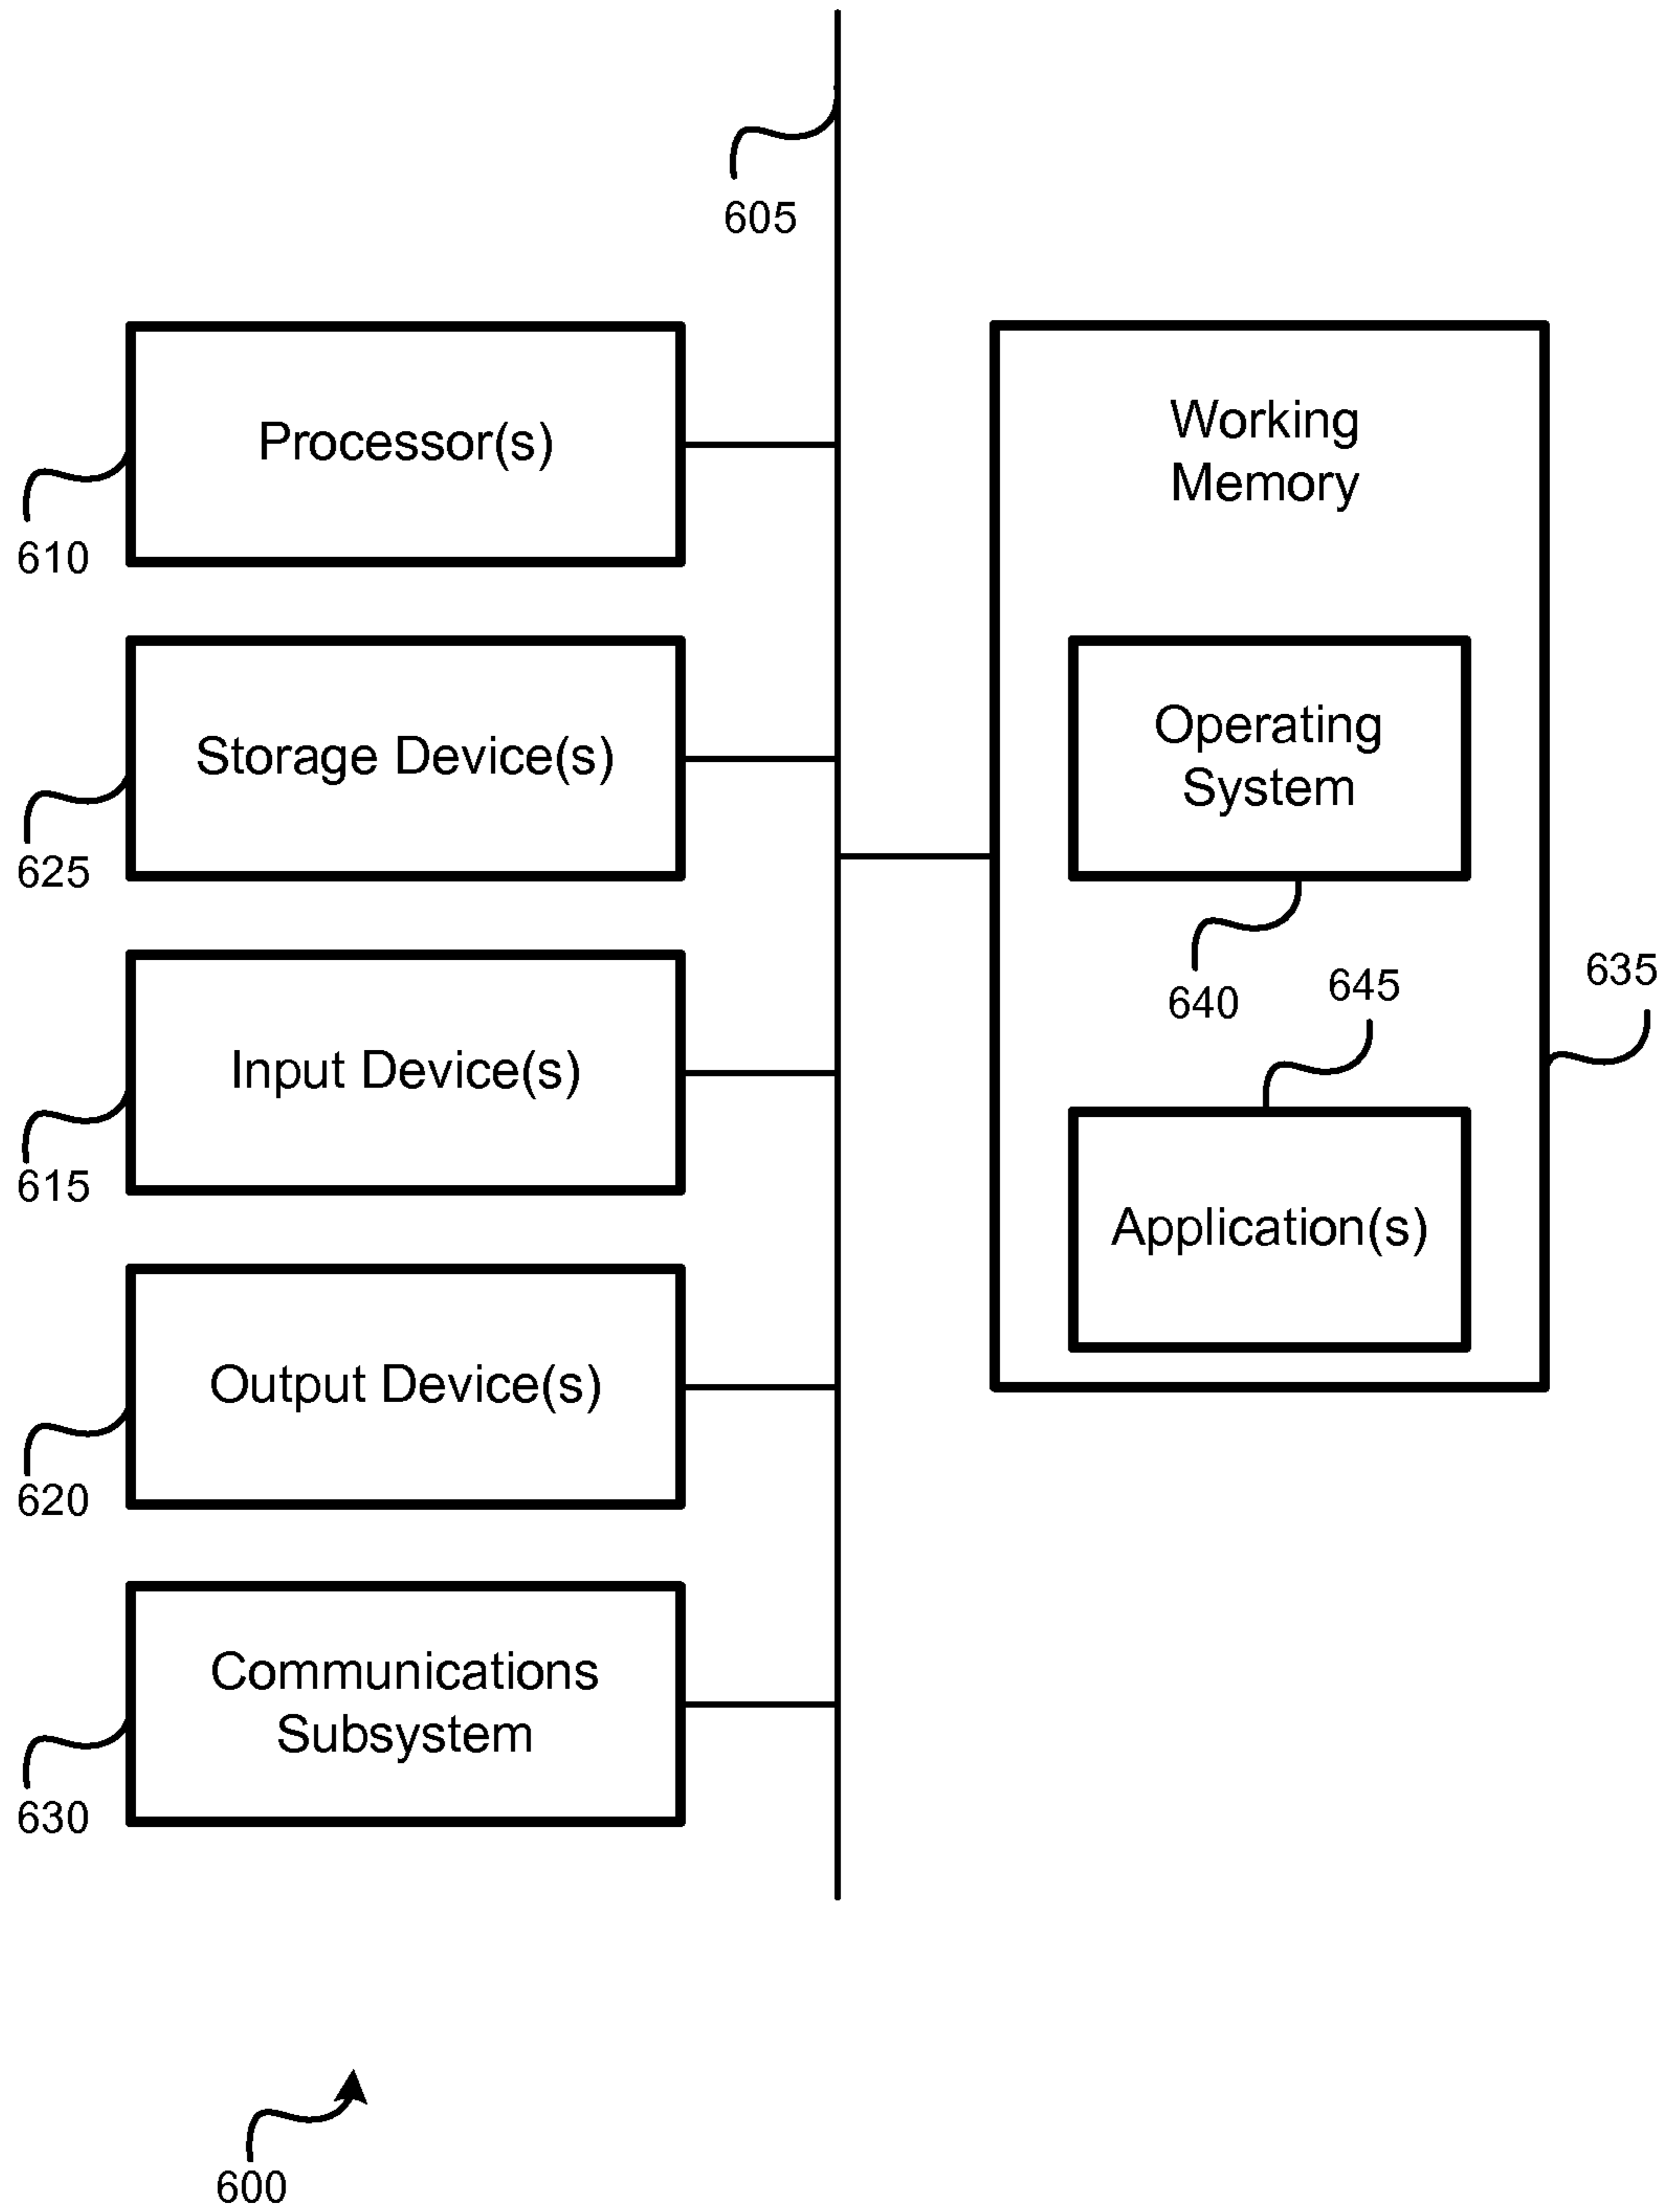 605
Processor(s)
610
Storage Device(s)
625
Input Device(s)
615
Output Device(s)
620
Communications
Subsystem
630
Working
Memory
Operating
System
640
645
635
Application(s)
600